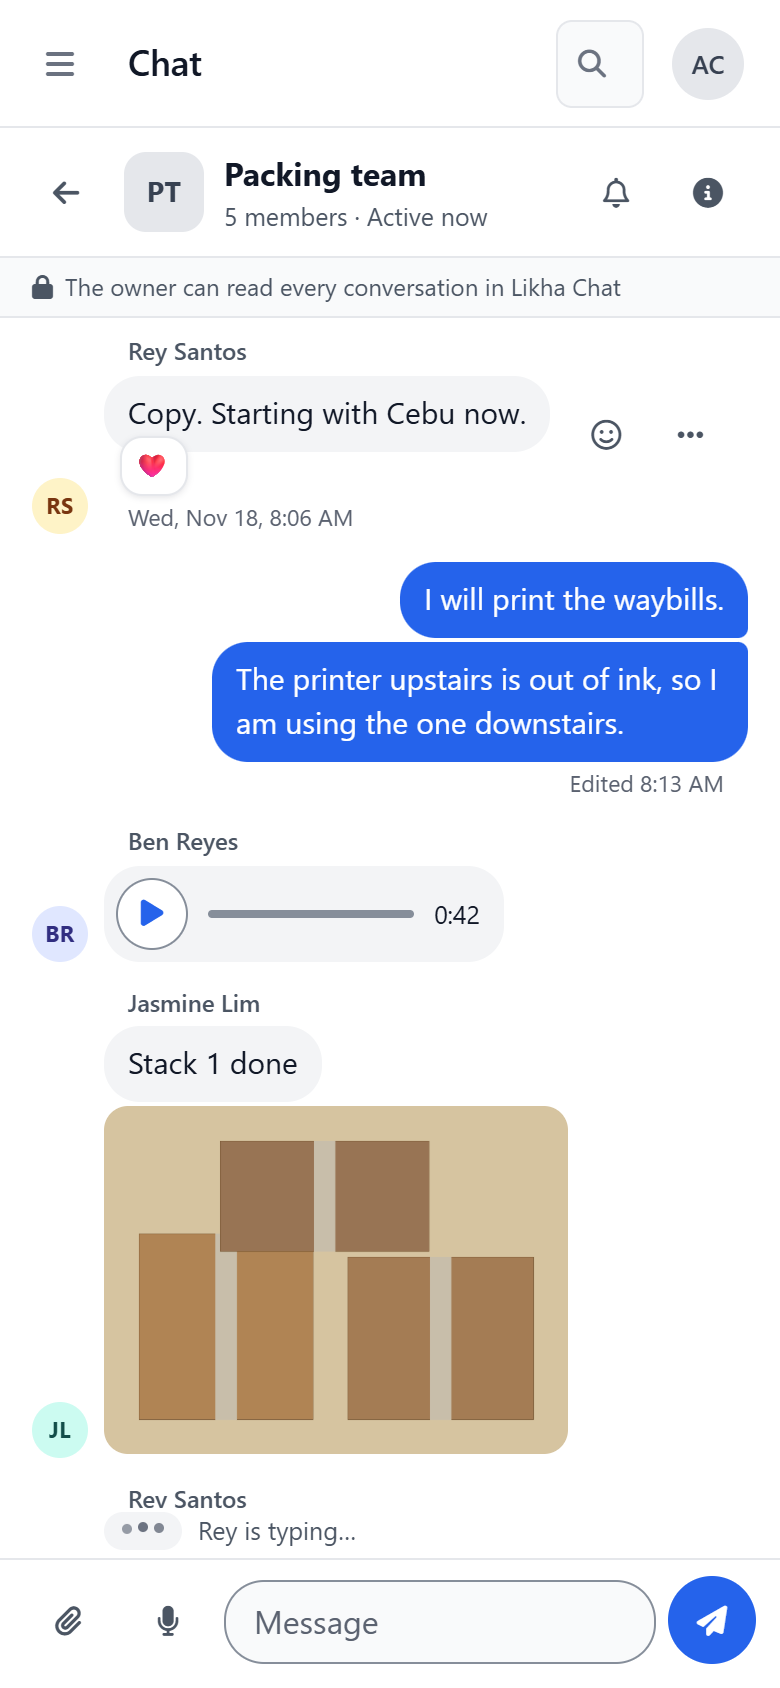 Chat
AC
PT
Packing team
5 members · Active now
The owner can read every conversation in Likha Chat
Rey Santos
Copy. Starting with Cebu now.
RS
Wed, Nov 18, 8:06 AM
I will print the waybills.
The printer upstairs is out of ink, so I
am using the one downstairs.
Edited 8:13 AM
Ben Reyes
BR
0:42
Jasmine Lim
Stack 1 done
JL
Rey Santos
Rey is typing...
Message